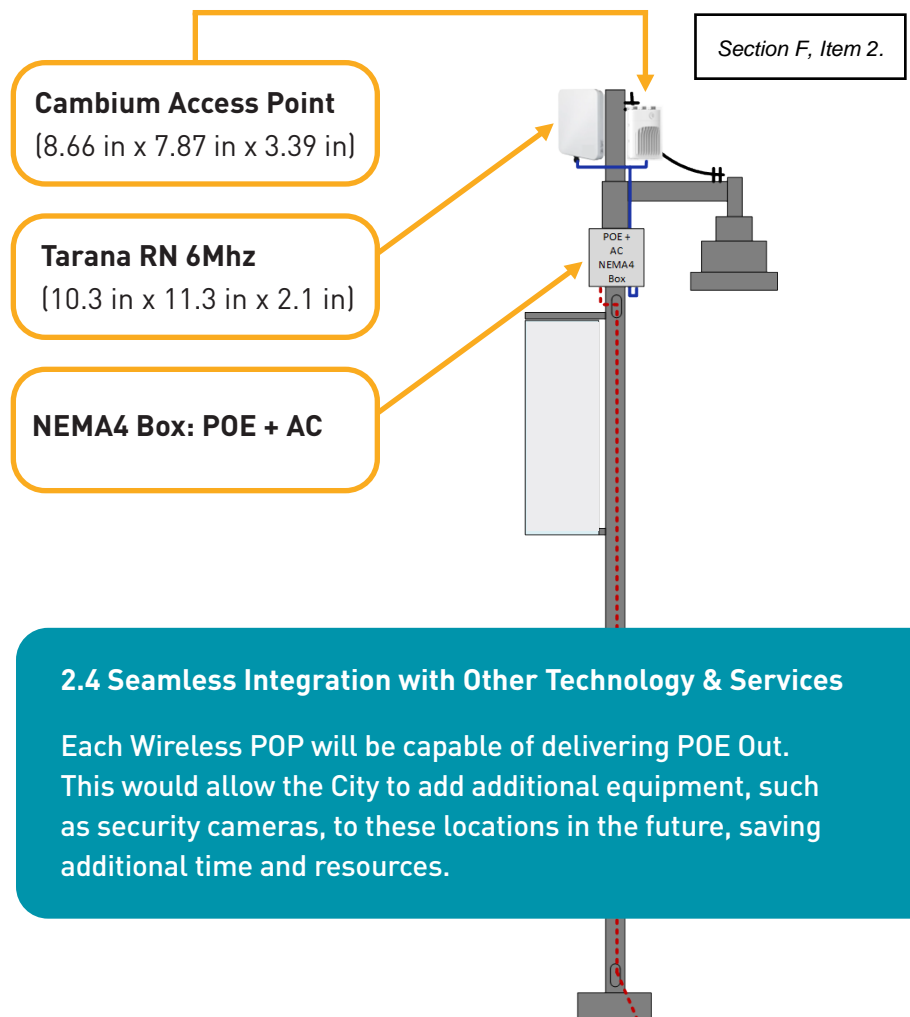 Section F, Item 2.
Cambium Access Point
(8.66 in x 7.87 in x 3.39 in)
Tarana RN 6Mhz
(10.3 in x 11.3 in x 2.1 in)
NEMA4 Box: POE + AC
POE +
AC
NEMA4
Box
2.4 Seamless Integration with Other Technology & Services
Each Wireless POP will be capable of delivering POE Out.
This would allow the City to add additional equipment, such
as security cameras, to these locations in the future, saving
additional time and resources.